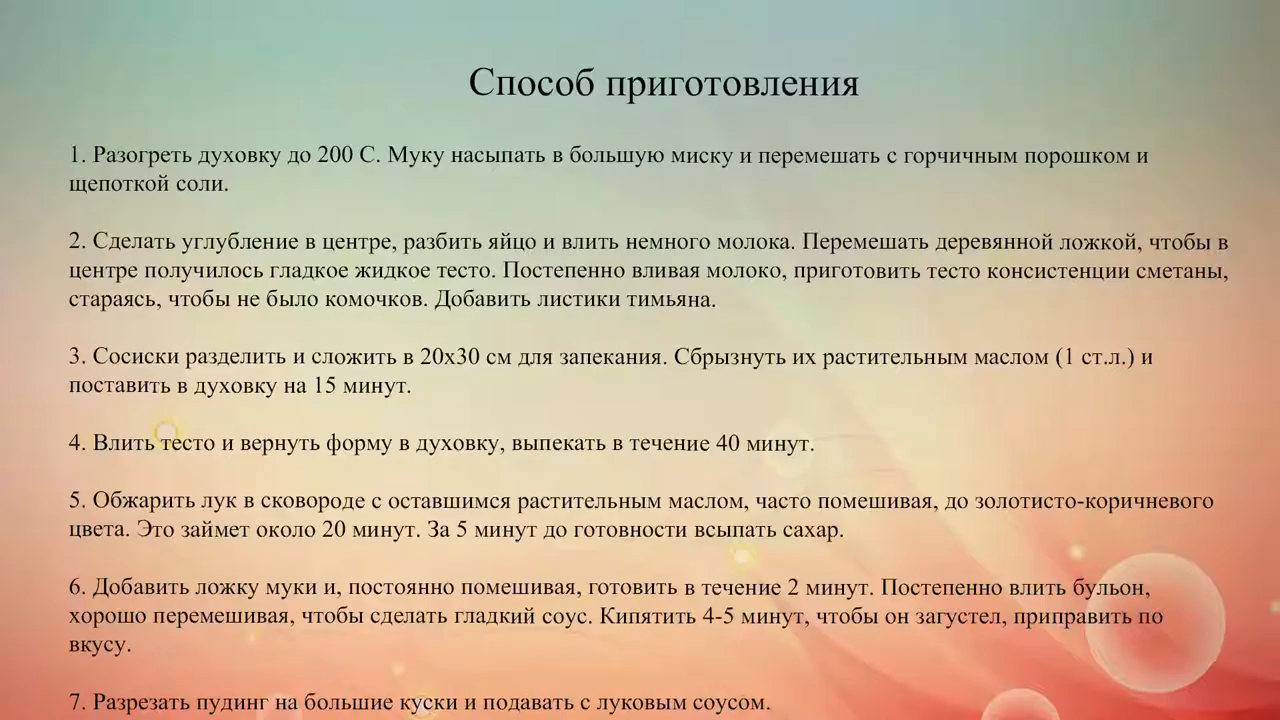 Способ приготовления
1. Разогреть духовку до 200 С. Муку насыпать в большую миску и перемешать с горчичным порошком и
щепоткой соли.
2. Сделать углубление в центре, разбить яйцо и влить немного молока. Перемешать деревянной ложкой, чтобы в
центре получилось гладкое жидкое тесто. Постепенно вливая молоко, приготовить тесто консистенции сметаны,
стараясь, чтобы не было комочков. Добавить листики тимьяна.
3. Сосиски разделить и сложить в 20х30 см для запекания. Сбрызнуть их растительным маслом (1 ст.л.) и
поставить в духовку на 15 минут.
4. Влить тесто и вернуть форму в духовку, выпекать в течение 40 минут.
5. Обжарить лук в сковороде с оставшимся растительным маслом, часто помешивая, до золотисто-коричневого
цвета. Это займет около 20 минут. За 5 минут до готовности всыпать сахар.
6. Добавить ложку муки и, постоянно помешивая, готовить в течение 2 минут. Постепенно влить бульон,
хорошо перемешивая, чтобы сделать гладкий соус. Кипятить 4-5 минут, чтобы он загустел, приправить по
вкусу.
7. Разрезать пудинг на большие куски и подавать с луковым соусом.